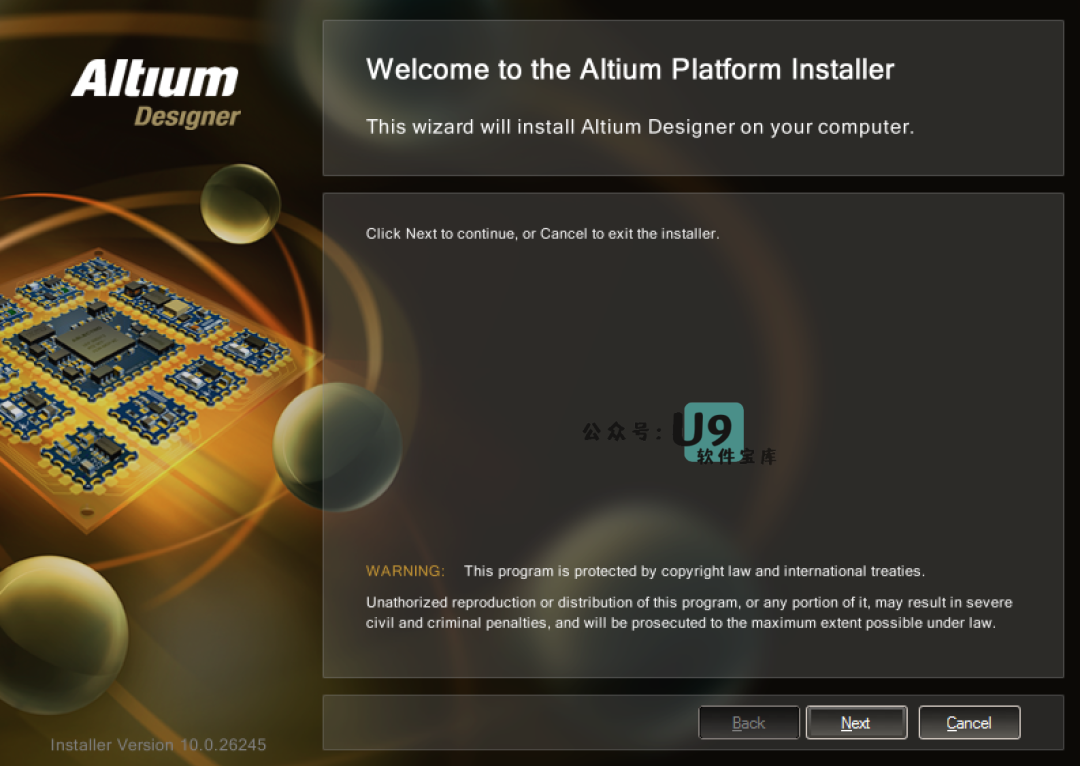 Altium
Designer
Welcome to the Altium Platform Installer
This wizard will install Altium Designer on your computer.
Click Next to continue, or Cancel to exit the installer.
公众号:U9
软件宝库
WARNING: This program is protected by copyright law and international treaties.
Unathorized reproduction or distribution of this program, or any portion of it, may result in severe
civil and criminal penalties, and will be prosecuted to the maximum extent possible under law.
Back Next Cancel
Installer Version 10.0.26245